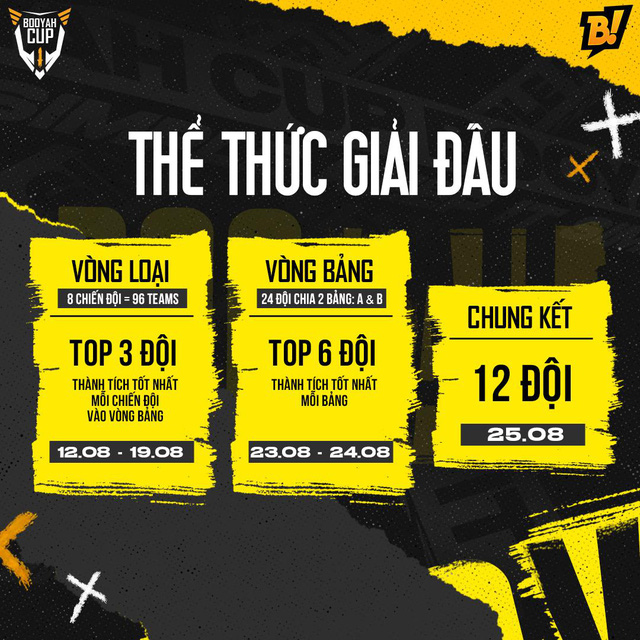 BOOYAH
CUP
B!
THỂ THỨC GIẢI ĐẤU
VÒNG LOẠI
8 CHIẾN ĐỘI = 96 TEAMS
TOP 3 ĐỘI
THÀNH TÍCH TỐT NHẤT
MỖI CHIẾN ĐỘI
VÀO VÒNG BẢNG
12.08 - 19.08
VÒNG BẢNG
24 ĐỘI CHIA 2 BẢNG: A & B
TOP 6 ĐỘI
THÀNH TÍCH TỐT NHẤT
MỖI BẢNG
23.08 - 24.08
CHUNG KẾT
12 ĐỘI
25.08